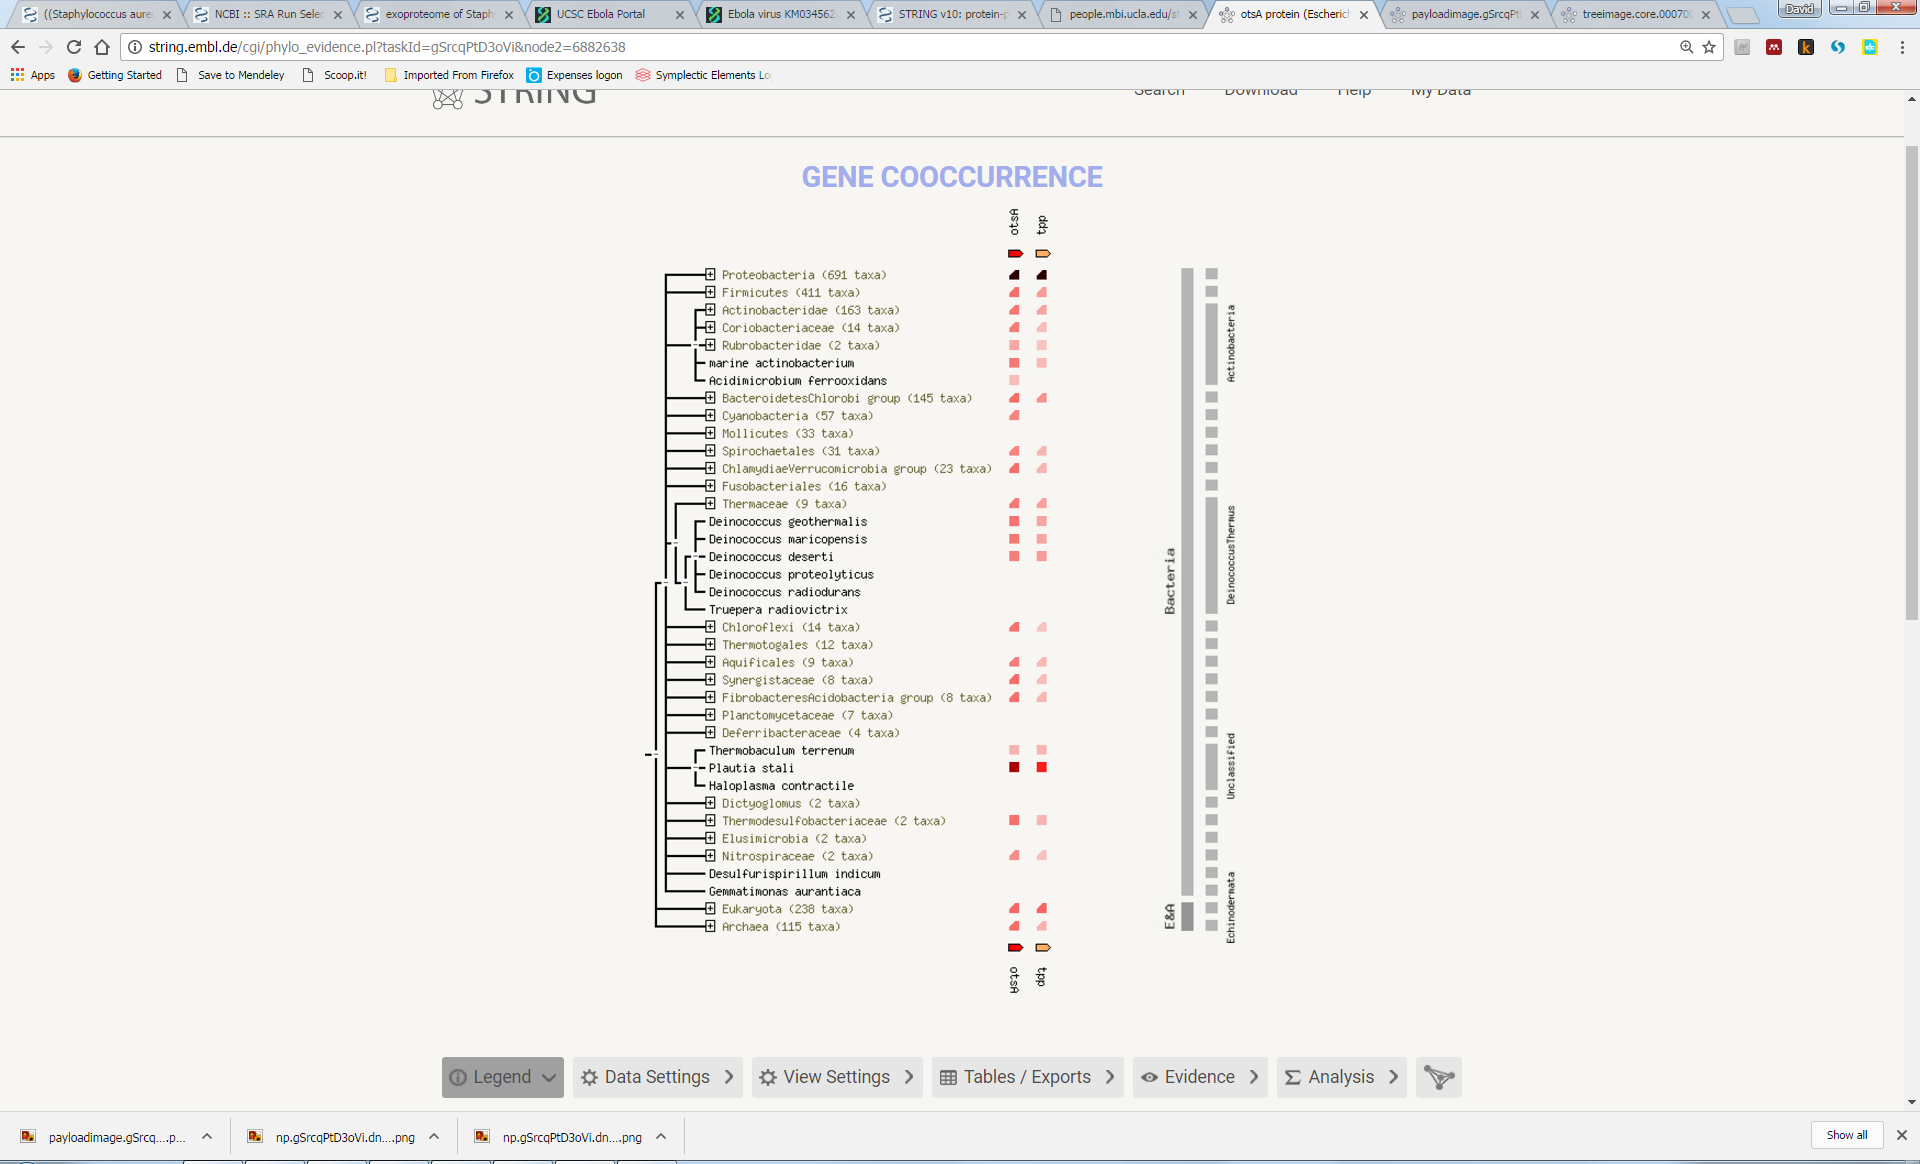 ((Staphylococcus aure
NCBI :: SRA Run Selec
exoproteome of Staph
UCSC Ebola Portal
Ebola virus KM034562
STRING v10: protein-p
people.mbi.ucla.edu/s
otsA protein (Escheric
payloadimage.gSrcqPt
treeimage.core.00070
David
string.embl.de/cgi/phylo_evidence.pl?taskId=gSrcqPtD3oVi&node2=6882638
Apps
Getting Started
Save to Mendeley
Scoop.it!
Imported From Firefox
Expenses logon
Symplectic Elements Lo
STRING
Search
Download
Help
My Data
GENE COOCCURRENCE
otsA
tpp
Proteobacteria (691 taxa)
Firmicutes (411 taxa)
Actinobacteridae (163 taxa)
Coriobacteriaceae (14 taxa)
Rubrobacteridae (2 taxa)
marine actinobacterium
Acidimicrobium ferrooxidans
BacteroidetesChlorobi group (145 taxa)
Cyanobacteria (57 taxa)
Mollicutes (33 taxa)
Spirochaetales (31 taxa)
ChlamydiaeVerrucomicrobia group (23 taxa)
Fusobacteriales (16 taxa)
Thermaceae (9 taxa)
Deinococcus geothermalis
Deinococcus maricopensis
Deinococcus deserti
Deinococcus proteolyticus
Deinococcus radiodurans
Truepera radiovictrix
Chloroflexi (14 taxa)
Thermotogales (12 taxa)
Aquificales (9 taxa)
Synergistaceae (8 taxa)
FibrobacteresAcidobacteria group (8 taxa)
Planctomycetaceae (7 taxa)
Deferribacteraceae (4 taxa)
Thermobaculum terrenum
Plautia stali
Haloplasma contractile
Dictyoglomus (2 taxa)
Thermodesulfobacteriaceae (2 taxa)
Elusimicrobia (2 taxa)
Nitrospiraceae (2 taxa)
Desulfurispirillum indicum
Gemmatimonas aurantiaca
Eukaryota (238 taxa)
Archaea (115 taxa)
otsA
tpp
Bacteria
E&A
Actinobacteria
DeinococcusThermus
Unclassified
Echinodermata
Legend
Data Settings
View Settings
Tables / Exports
Evidence
Analysis
payloadimage.gSrcq....p...
np.gSrcqPtD3oVi.dn....png
np.gSrcqPtD3oVi.dn....png
Show all